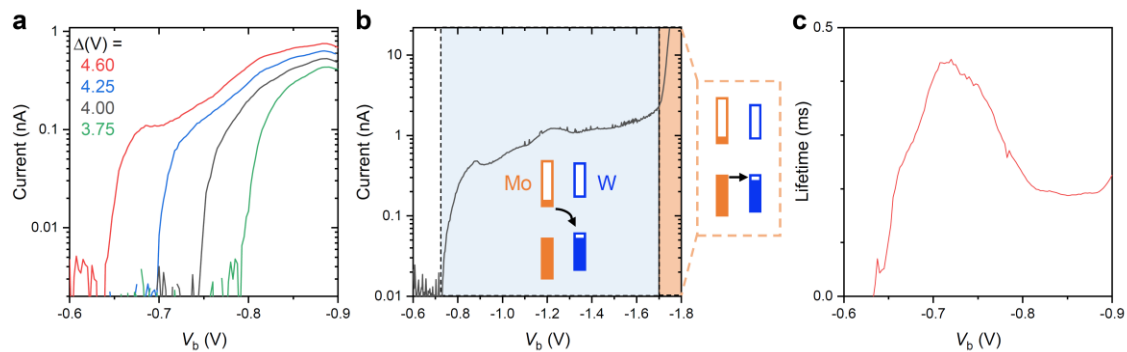 a
Current (nA)
1
0.1
0.01
Δ(V) =
4.60
4.25
4.00
3.75
-0.6
-0.7
-0.8
-0.9
V_b (V)
b
Current (nA)
10
1
0.1
0.01
Mo
W
-0.6 -0.8 -1.0 -1.2 -1.4 -1.6 -1.8
V_b (V)
c
Lifetime (ms)
0.5
0.0
-0.6
-0.7
-0.8
-0.9
V_b (V)